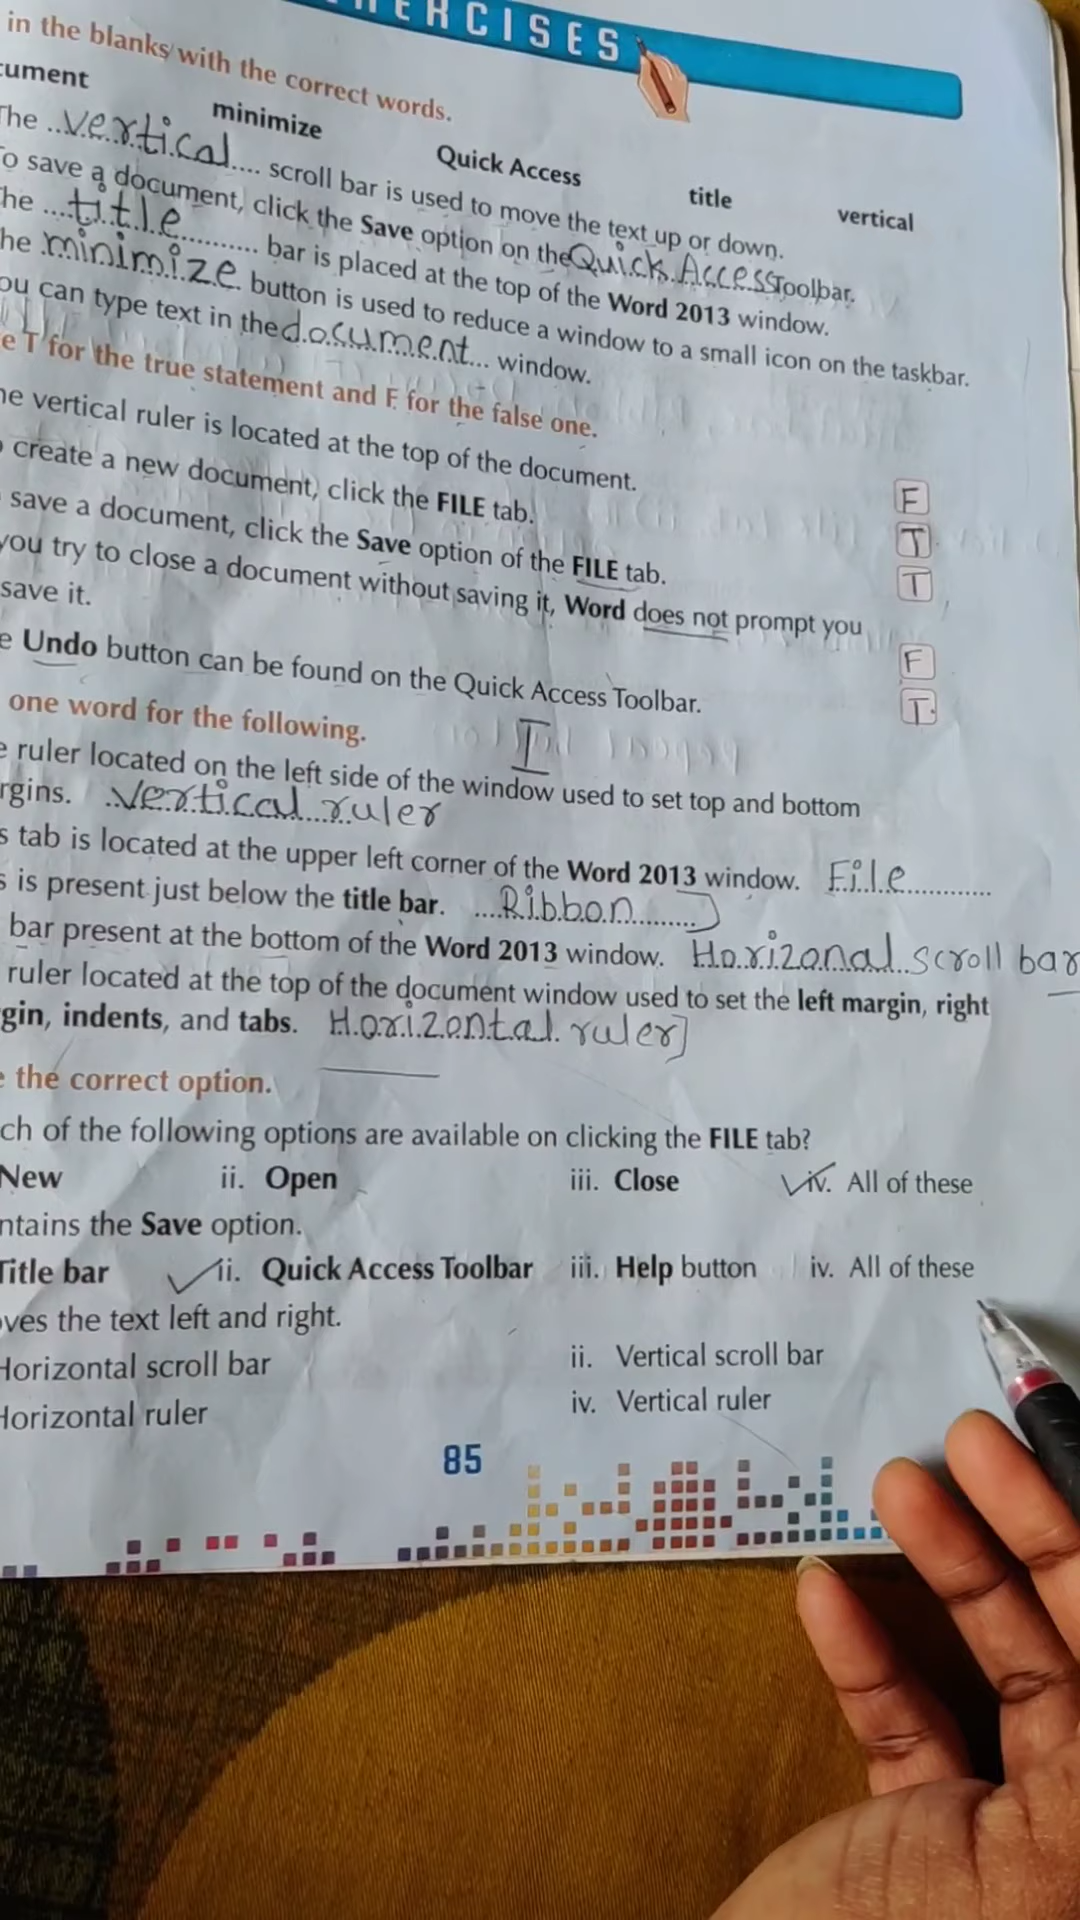 ERCISES
in the blanks with the correct words.
cument minimize Quick Access title vertical
The ..vertical.... scroll bar is used to move the text up or down.
To save a document, click the Save option on the Quick Access Toolbar.
he ....title.......... bar is placed at the top of the Word 2013 window.
he minimize button is used to reduce a window to a small icon on the taskbar.
ou can type text in the document... window.
e T for the true statement and F for the false one.
he vertical ruler is located at the top of the document. F
create a new document, click the FILE tab. T
save a document, click the Save option of the FILE tab. T
you try to close a document without saving it, Word does not prompt you
save it. F
e Undo button can be found on the Quick Access Toolbar. T
one word for the following.
I
e ruler located on the left side of the window used to set top and bottom
rgins. vertical ruler
s tab is located at the upper left corner of the Word 2013 window. File............
s is present just below the title bar. ....Ribbon........
bar present at the bottom of the Word 2013 window. Horizonal scroll bar
ruler located at the top of the document window used to set the left margin, right
gin, indents, and tabs. Horizontal ruler]
e the correct option.
ch of the following options are available on clicking the FILE tab?
New ii. Open iii. Close ✓iv. All of these
ntains the Save option.
Title bar ✓ii. Quick Access Toolbar iii. Help button iv. All of these
oves the text left and right.
Horizontal scroll bar ii. Vertical scroll bar
Horizontal ruler iv. Vertical ruler
85